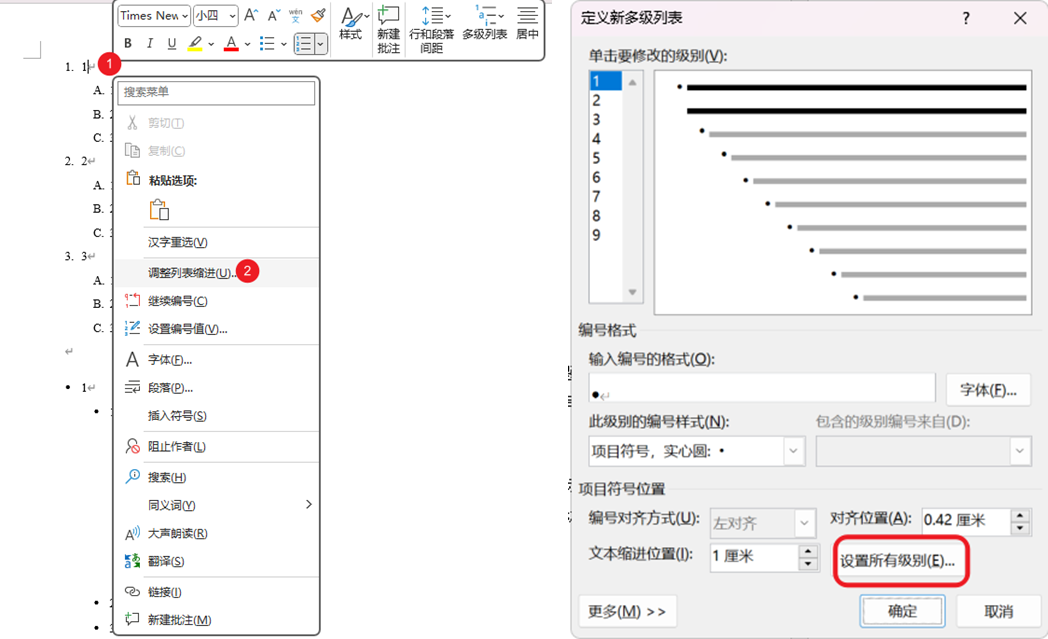 Times New 小四 A A wén 文
B I U A
样式 新建批注 行和段落间距 多级列表 居中
1. 1
1
A.
B. 2
C. 3
2. 2
A.
B. 2
C. 3
3. 3
A.
B. 2
C. 3
• 1
•
• 2
• 3
搜索菜单
剪切(T)
复制(C)
粘贴选项:
汉字重选(V)
调整列表缩进(U)...
2
继续编号(C)
设置编号值(V)...
字体(F)...
段落(P)...
插入符号(S)
阻止作者(L)
搜索(H)
同义词(Y)
大声朗读(R)
翻译(S)
链接(I)
新建批注(M)
定义新多级列表 ?
单击要修改的级别(V):
1
2
3
4
5
6
7
8
9
编号格式
输入编号的格式(O):
●
字体(F)...
此级别的编号样式(N): 包含的级别编号来自(D):
项目符号，实心圆: •
项目符号位置
编号对齐方式(U): 左对齐 对齐位置(A): 0.42 厘米
文本缩进位置(I): 1 厘米 设置所有级别(E)...
更多(M) >> 确定 取消